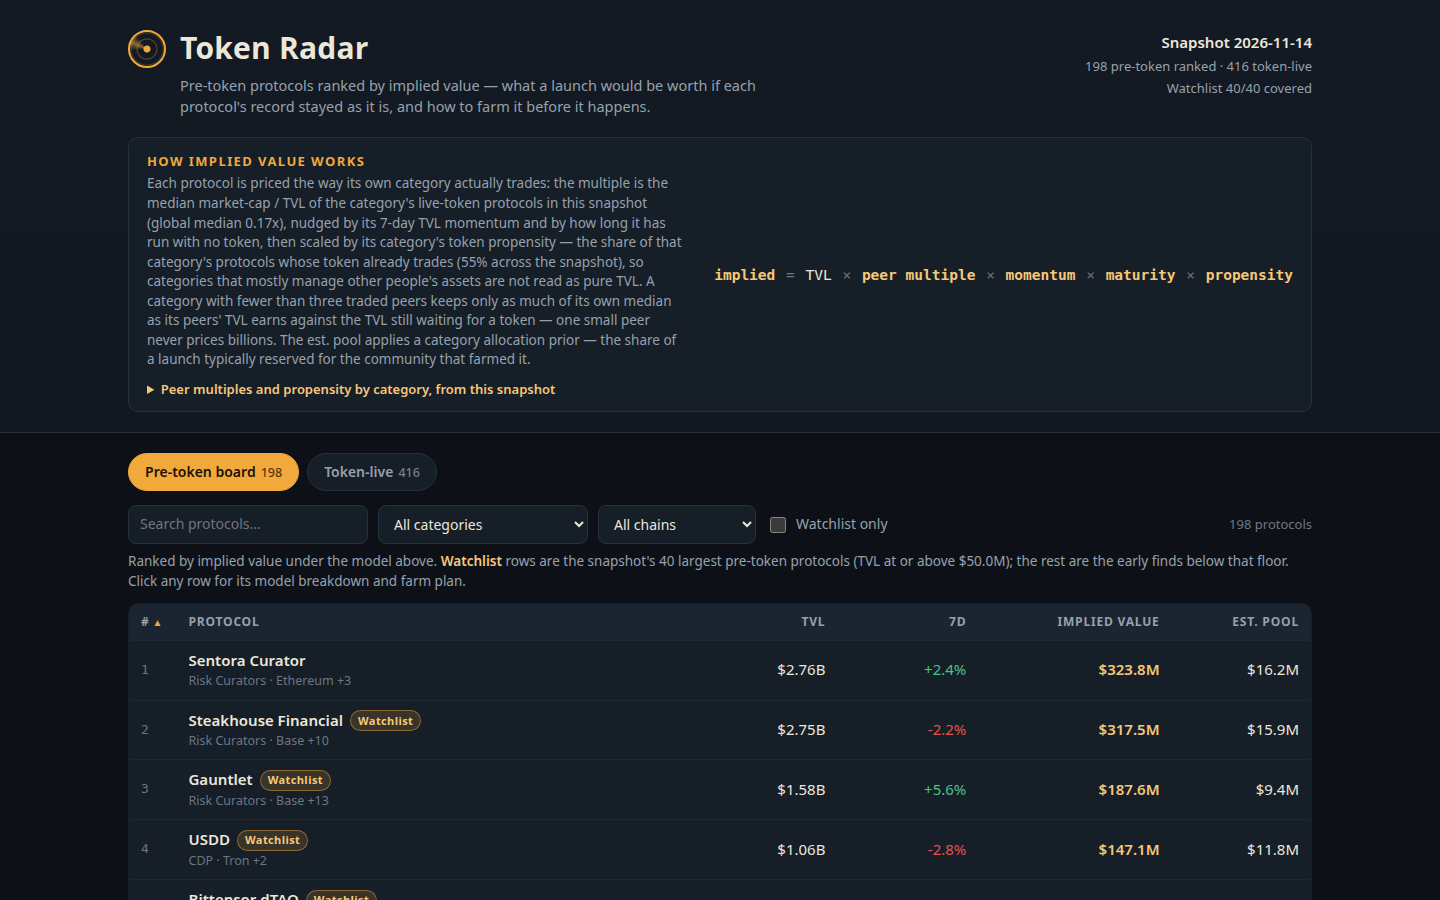 Token Radar
Pre-token protocols ranked by implied value — what a launch would be worth if each
protocol's record stayed as it is, and how to farm it before it happens.
Snapshot 2026-11-14
198 pre-token ranked · 416 token-live
Watchlist 40/40 covered
HOW IMPLIED VALUE WORKS
Each protocol is priced the way its own category actually trades: the multiple is the
median market-cap / TVL of the category's live-token protocols in this snapshot
(global median 0.17x), nudged by its 7-day TVL momentum and by how long it has
run with no token, then scaled by its category's token propensity — the share of that
category's protocols whose token already trades (55% across the snapshot), so
categories that mostly manage other people's assets are not read as pure TVL. A
category with fewer than three traded peers keeps only as much of its own median
as its peers' TVL earns against the TVL still waiting for a token — one small peer
never prices billions. The est. pool applies a category allocation prior — the share of
a launch typically reserved for the community that farmed it.
implied = TVL × peer multiple × momentum × maturity × propensity
▶ Peer multiples and propensity by category, from this snapshot
Pre-token board 198
Token-live 416
Search protocols...
All categories
All chains
Watchlist only
198 protocols
Ranked by implied value under the model above. Watchlist rows are the snapshot's 40 largest pre-token protocols (TVL at or above $50.0M); the rest are the early finds below that floor.
Click any row for its model breakdown and farm plan.
# ▲ PROTOCOL TVL 7D IMPLIED VALUE EST. POOL
1 Sentora Curator $2.76B +2.4% $323.8M $16.2M
Risk Curators · Ethereum +3
2 Steakhouse Financial Watchlist $2.75B -2.2% $317.5M $15.9M
Risk Curators · Base +10
3 Gauntlet Watchlist $1.58B +5.6% $187.6M $9.4M
Risk Curators · Base +13
4 USDD Watchlist $1.06B -2.8% $147.1M $11.8M
CDP · Tron +2
Bittensor dTAO Watchlist